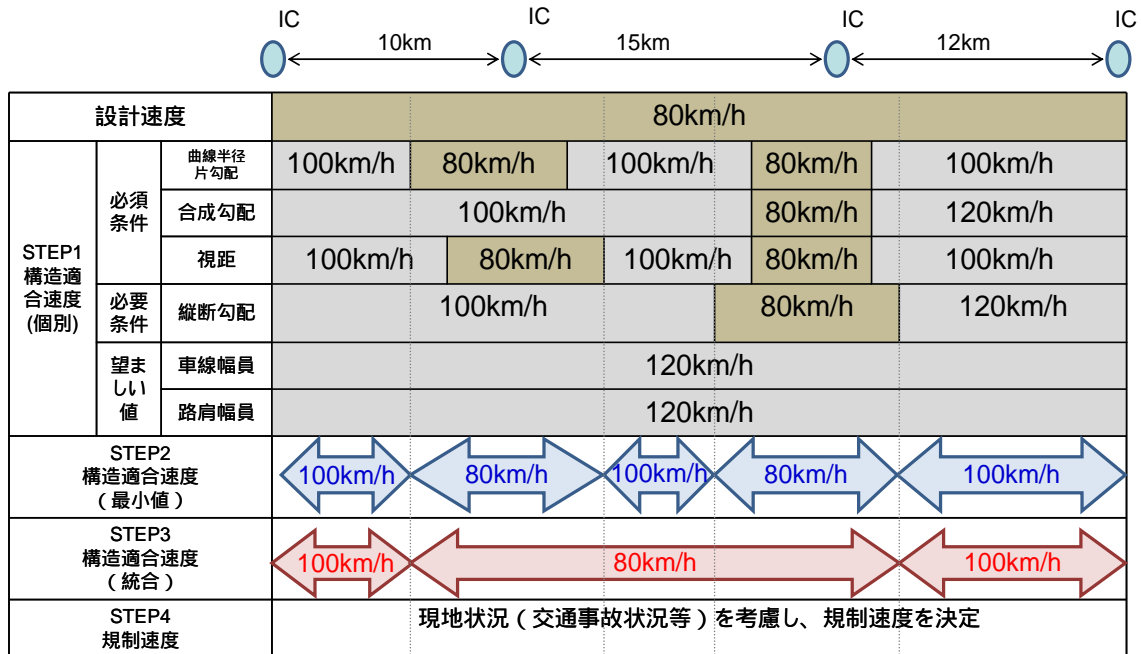 IC
IC
IC
IC
10km
15km
12km
設計速度
80km/h
STEP1
構造適
合速度
(個別)
必須
条件
曲線半径
片勾配
100km/h
80km/h
100km/h
80km/h
100km/h
合成勾配
100km/h
80km/h
120km/h
視距
100km/h
80km/h
100km/h
80km/h
100km/h
必要
条件
縦断勾配
100km/h
80km/h
120km/h
望ま
しい
値
車線幅員
120km/h
路肩幅員
120km/h
STEP2
構造適合速度
(最小値)
100km/h
80km/h
100km/h
80km/h
100km/h
STEP3
構造適合速度
(統合)
100km/h
80km/h
100km/h
STEP4
規制速度
現地状況(交通事故状況等)を考慮し、規制速度を決定